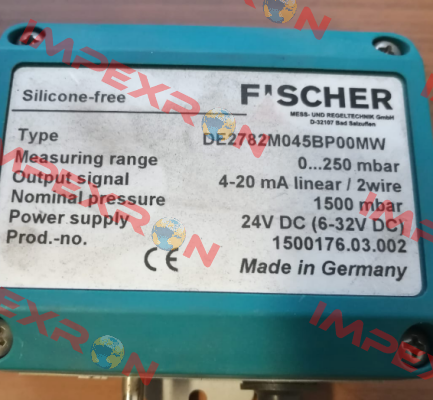 Silicone-free
FISCHER
MESS- UND REGELTECHNIK GmbH
D-32107 Bad Salzuflen
Type DE2782M045BP00MW
Measuring range 0...250 mbar
Output signal 4-20 mA linear / 2wire
Nominal pressure 1500 mbar
Power supply 24V DC (6-32V DC)
Prod.-no. 1500176.03.002
CE Made in Germany
IMPEXRON
IMPEXRON
IMPEXRON
IMPEXRON